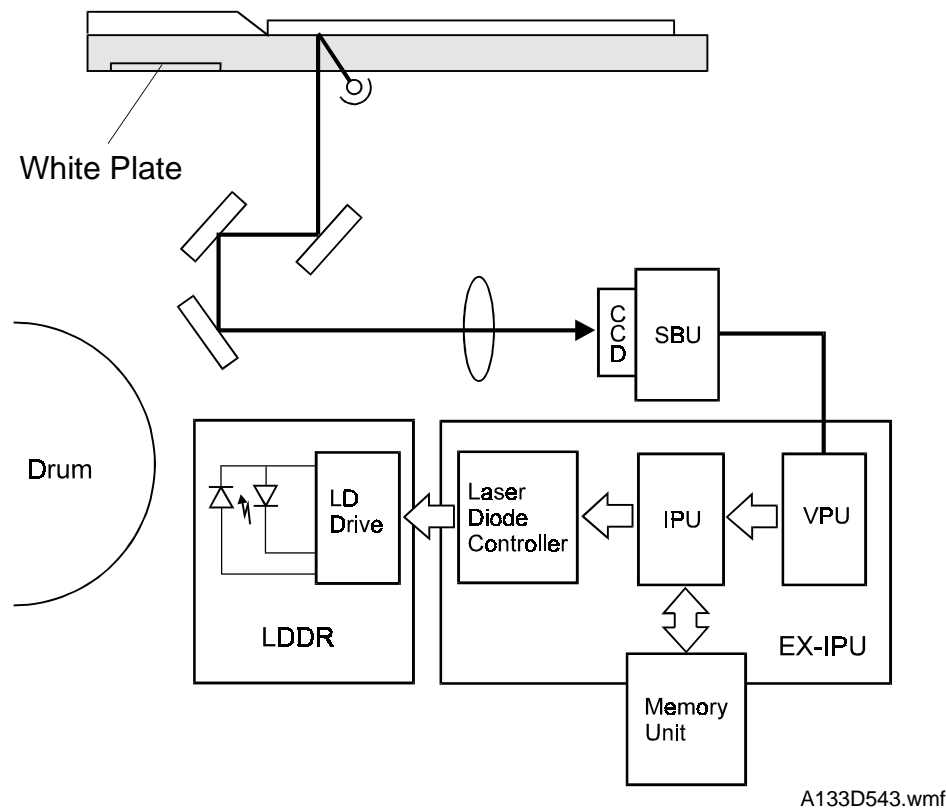 White Plate
C
C
D
SBU
Drum
LD
Drive
LDDR
Laser
Diode
Controller
IPU
VPU
EX-IPU
Memory
Unit
A133D543.wmf